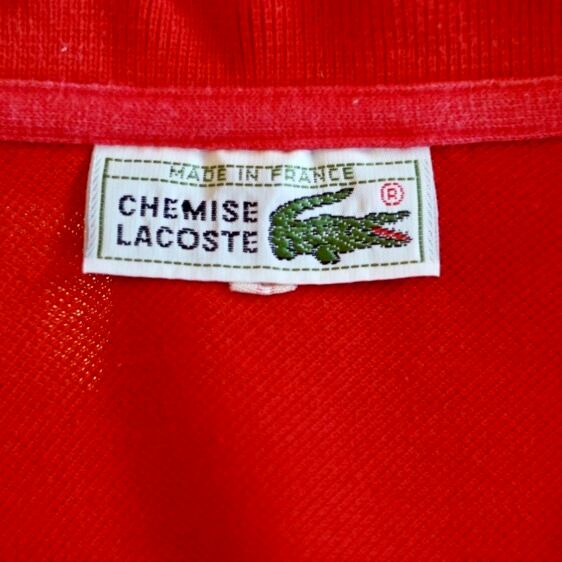 MADE IN FRANCE
CHEMISE
LACOSTE
®